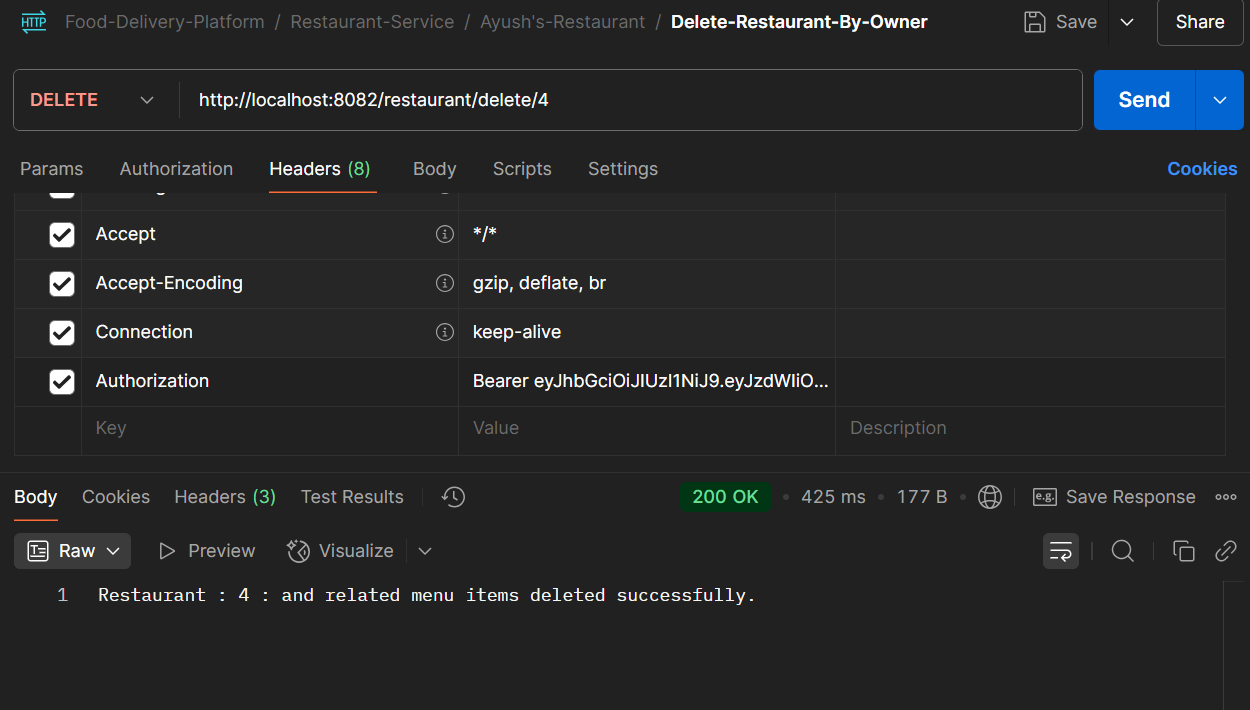 HTTP Food-Delivery-Platform / Restaurant-Service / Ayush's-Restaurant / Delete-Restaurant-By-Owner Save Share
DELETE http://localhost:8082/restaurant/delete/4 Send
Params Authorization Headers (8) Body Scripts Settings Cookies
Accept */*
Accept-Encoding gzip, deflate, br
Connection keep-alive
Authorization Bearer eyJhbGciOiJIUzI1NiJ9.eyJzdWIiO...
Key Value Description
Body Cookies Headers (3) Test Results 200 OK • 425 ms • 177 B • e.g. Save Response
Raw Preview Visualize
1 Restaurant : 4 : and related menu items deleted successfully.